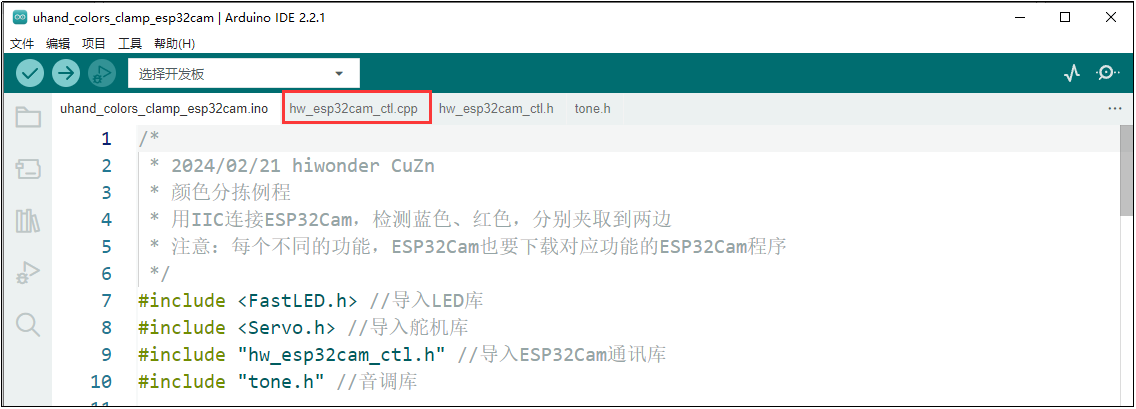 uhand_colors_clamp_esp32cam | Arduino IDE 2.2.1
文件 编辑 项目 工具 帮助(H)
选择开发板
uhand_colors_clamp_esp32cam.ino hw_esp32cam_ctl.cpp hw_esp32cam_ctl.h tone.h
1 /*
2 * 2024/02/21 hiwonder CuZn
3 * 颜色分拣例程
4 * 用IIC连接ESP32Cam，检测蓝色、红色，分别夹取到两边
5 * 注意：每个不同的功能，ESP32Cam也要下载对应功能的ESP32Cam程序
6 */
7 #include <FastLED.h> //导入LED库
8 #include <Servo.h> //导入舵机库
9 #include "hw_esp32cam_ctl.h" //导入ESP32Cam通讯库
10 #include "tone.h" //音调库